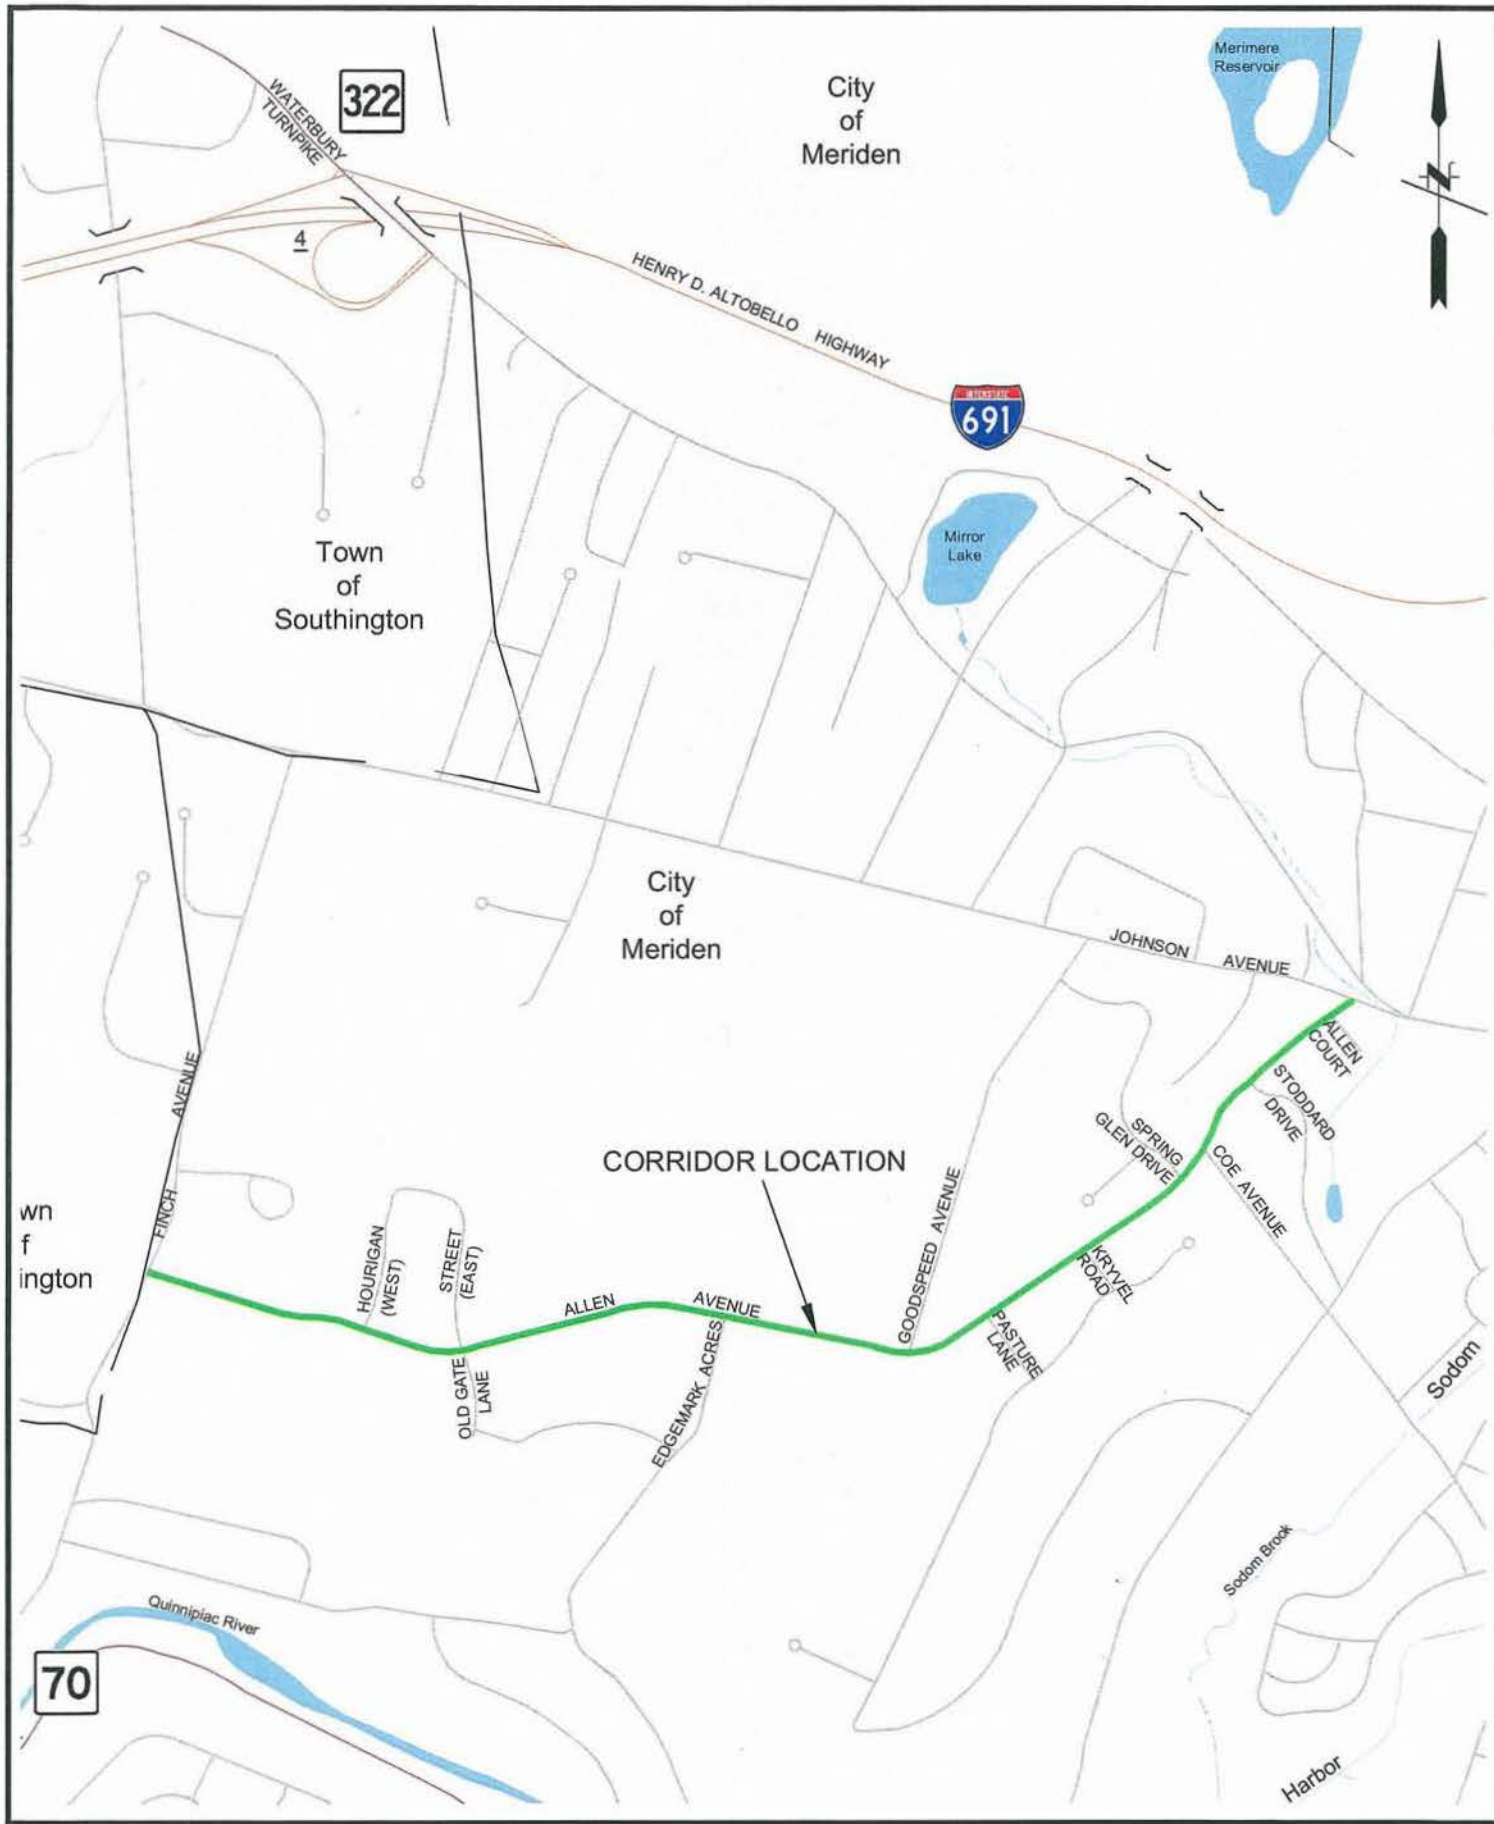 Merimere
Reservoir
City
of
Meriden
322
WATERBURY
TURNPIKE
N
4
HENRY D. ALTOBELLO HIGHWAY
INTERSTATE
691
Mirror
Lake
Town
of
Southington
City
of
Meriden
JOHNSON AVENUE
ALLEN
COURT
STODDARD
DRIVE
SPRING
GLEN DRIVE
COE AVENUE
FINCH AVENUE
CORRIDOR LOCATION
wn
f
ington
HOURIGAN
(WEST)
STREET
(EAST)
GOODSPEED AVENUE
KRYVEL
ROAD
ALLEN AVENUE
PASTURE
LANE
OLD GATE
LANE
EDGEMARK ACRES
Sodom
Sodom Brook
Quinnipiac River
70
Harbor